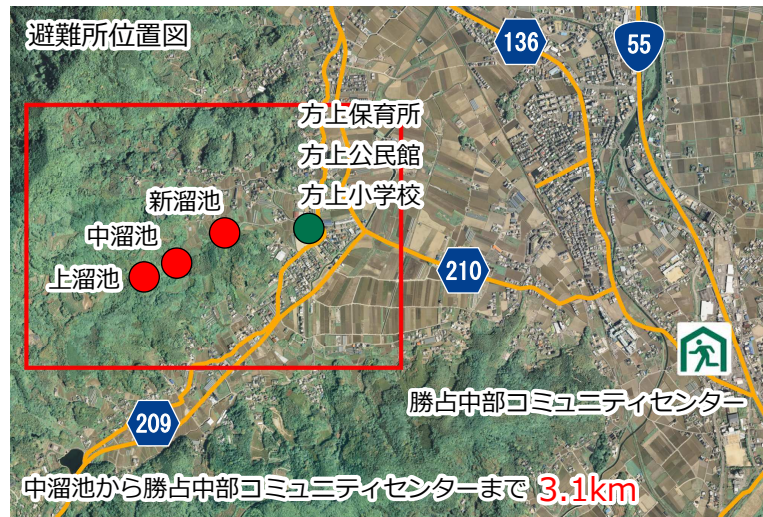 避難所位置図
136
55
方上保育所
方上公民館
方上小学校
新溜池
中溜池
上溜池
210
勝占中部コミュニティセンター
209
中溜池から勝占中部コミュニティセンターまで 3.1km